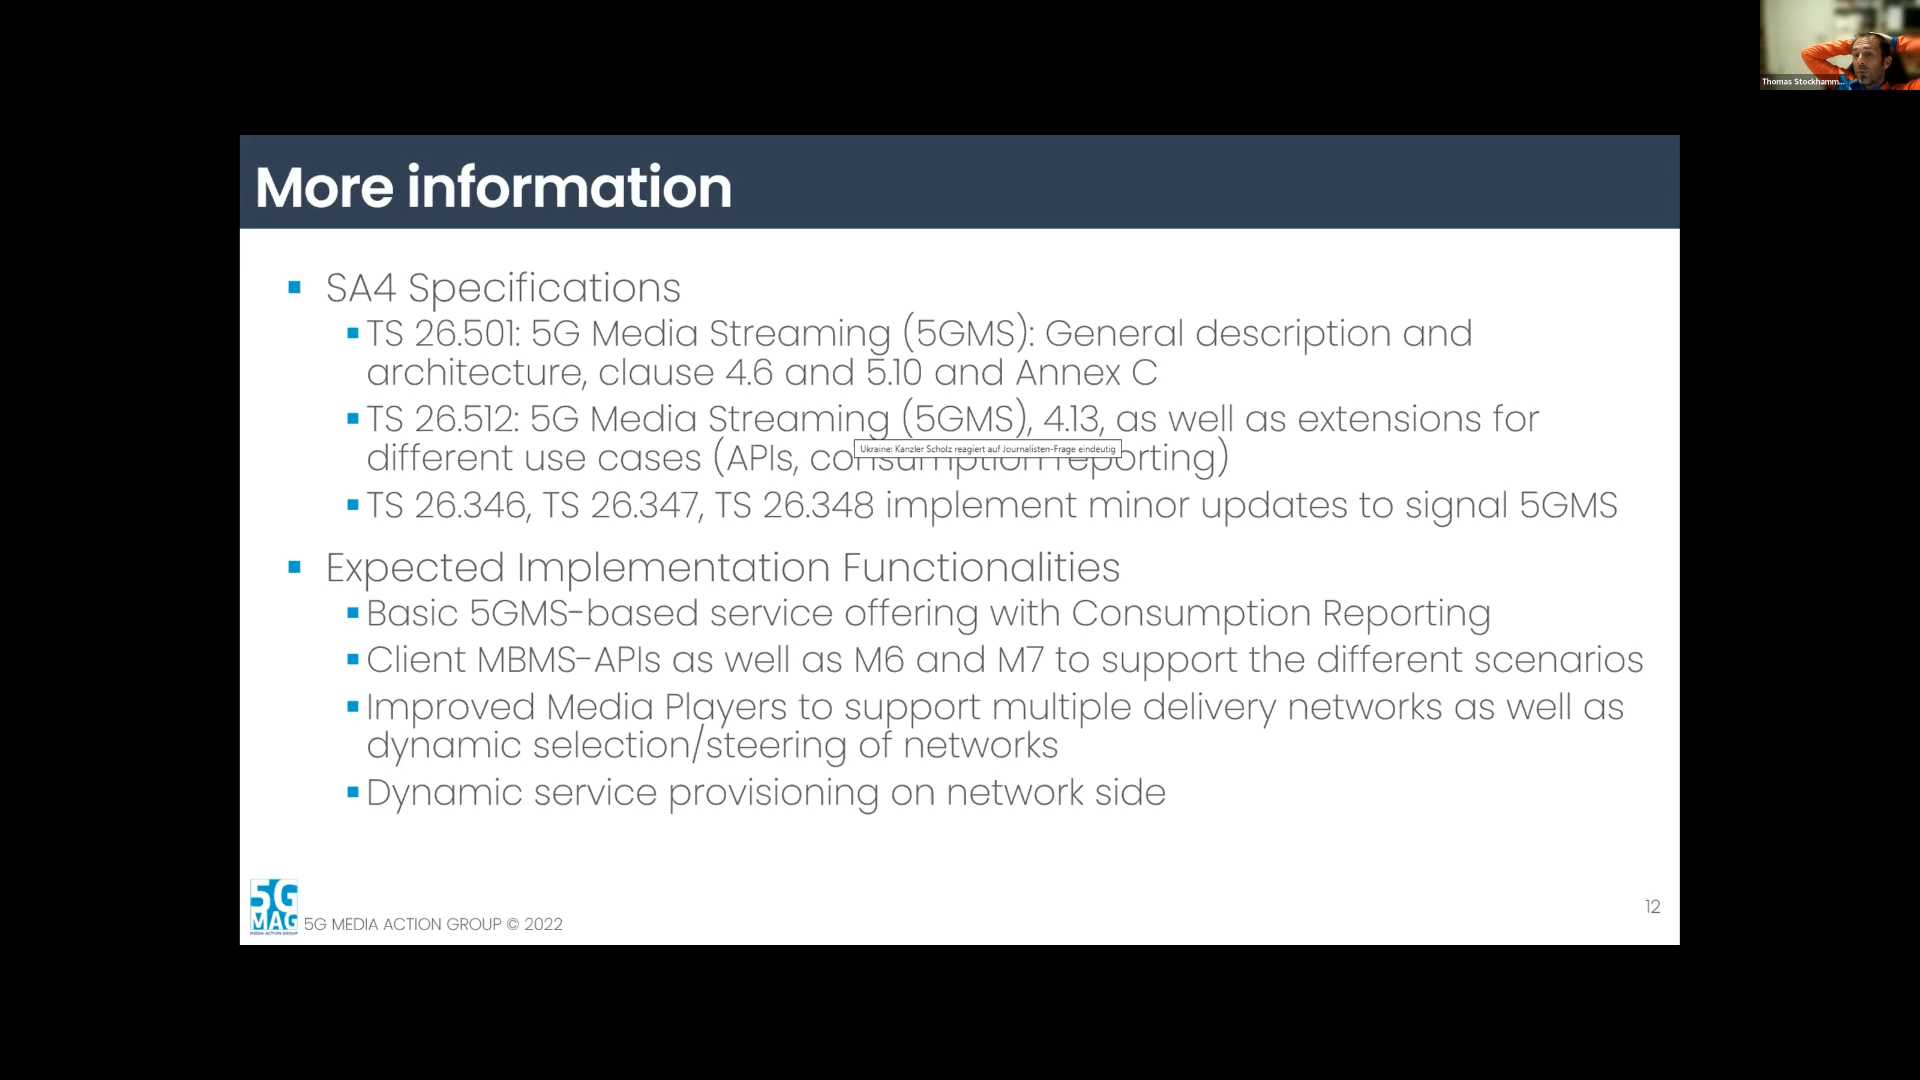 Thomas Stockhamm...
More information
SA4 Specifications
TS 26.501: 5G Media Streaming (5GMS): General description and
architecture, clause 4.6 and 5.10 and Annex C
TS 26.512: 5G Media Streaming (5GMS), 4.13, as well as extensions for
Ukraine: Kanzler Scholz reagiert auf Journalisten-Frage eindeutig
different use cases (APIs, consumption reporting)
TS 26.346, TS 26.347, TS 26.348 implement minor updates to signal 5GMS
Expected Implementation Functionalities
Basic 5GMS-based service offering with Consumption Reporting
Client MBMS-APIs as well as M6 and M7 to support the different scenarios
Improved Media Players to support multiple delivery networks as well as
dynamic selection/steering of networks
Dynamic service provisioning on network side
5G
MAG
MEDIA ACTION GROUP
5G MEDIA ACTION GROUP © 2022
12